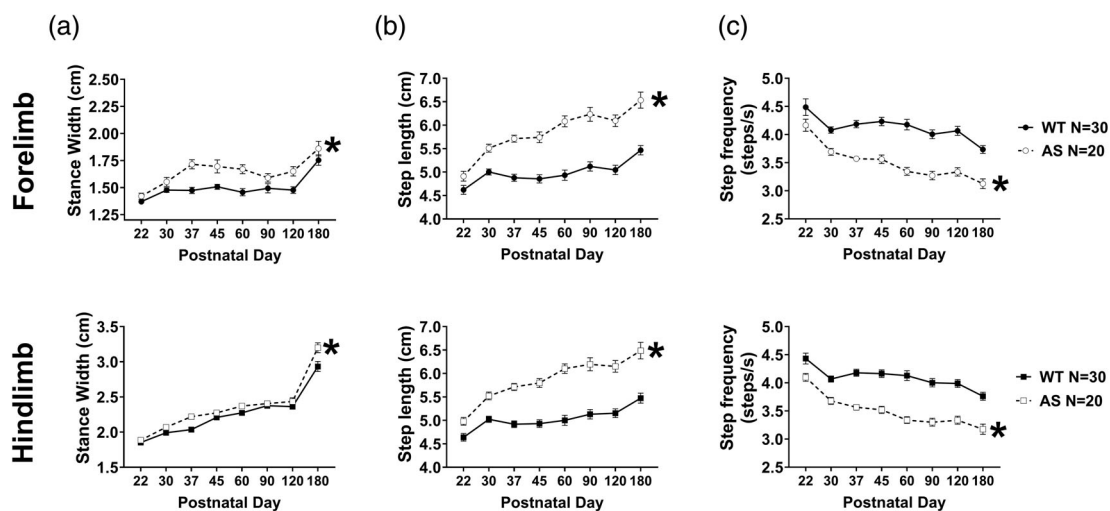 (a)
(b)
(c)
Forelimb
Stance Width (cm)
2.50
2.25
2.00
1.75
1.50
1.25
*
22 30 37 45 60 90 120 180
Postnatal Day
Step length (cm)
7.0
6.5
6.0
5.5
5.0
4.5
4.0
*
22 30 37 45 60 90 120 180
Postnatal Day
Step frequency
(steps/s)
5.0
4.5
4.0
3.5
3.0
2.5
*
22 30 37 45 60 90 120 180
Postnatal Day
WT N=30
AS N=20
Hindlimb
Stance Width (cm)
3.5
3.0
2.5
2.0
1.5
*
22 30 37 45 60 90 120 180
Postnatal Day
Step length (cm)
7.0
6.5
6.0
5.5
5.0
4.5
4.0
*
22 30 37 45 60 90 120 180
Postnatal Day
Step frequency
(steps/s)
5.0
4.5
4.0
3.5
3.0
2.5
*
22 30 37 45 60 90 120 180
Postnatal Day
WT N=30
AS N=20